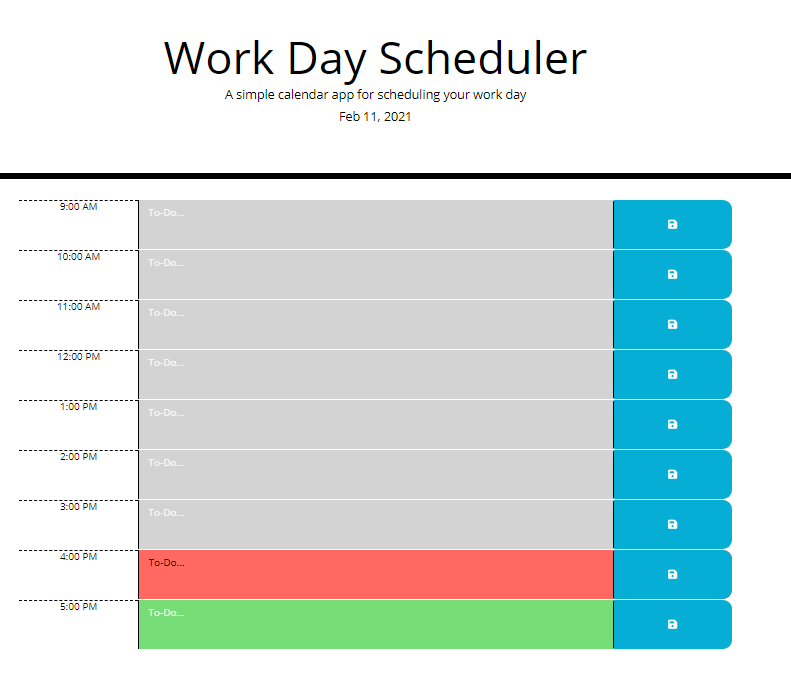 Work Day Scheduler
A simple calendar app for scheduling your work day
Feb 11, 2021
9:00 AM
To-Do...
10:00 AM
To-Do...
11:00 AM
To-Do...
12:00 PM
To-Do...
1:00 PM
To-Do...
2:00 PM
To-Do...
3:00 PM
To-Do...
4:00 PM
To-Do...
5:00 PM
To-Do...